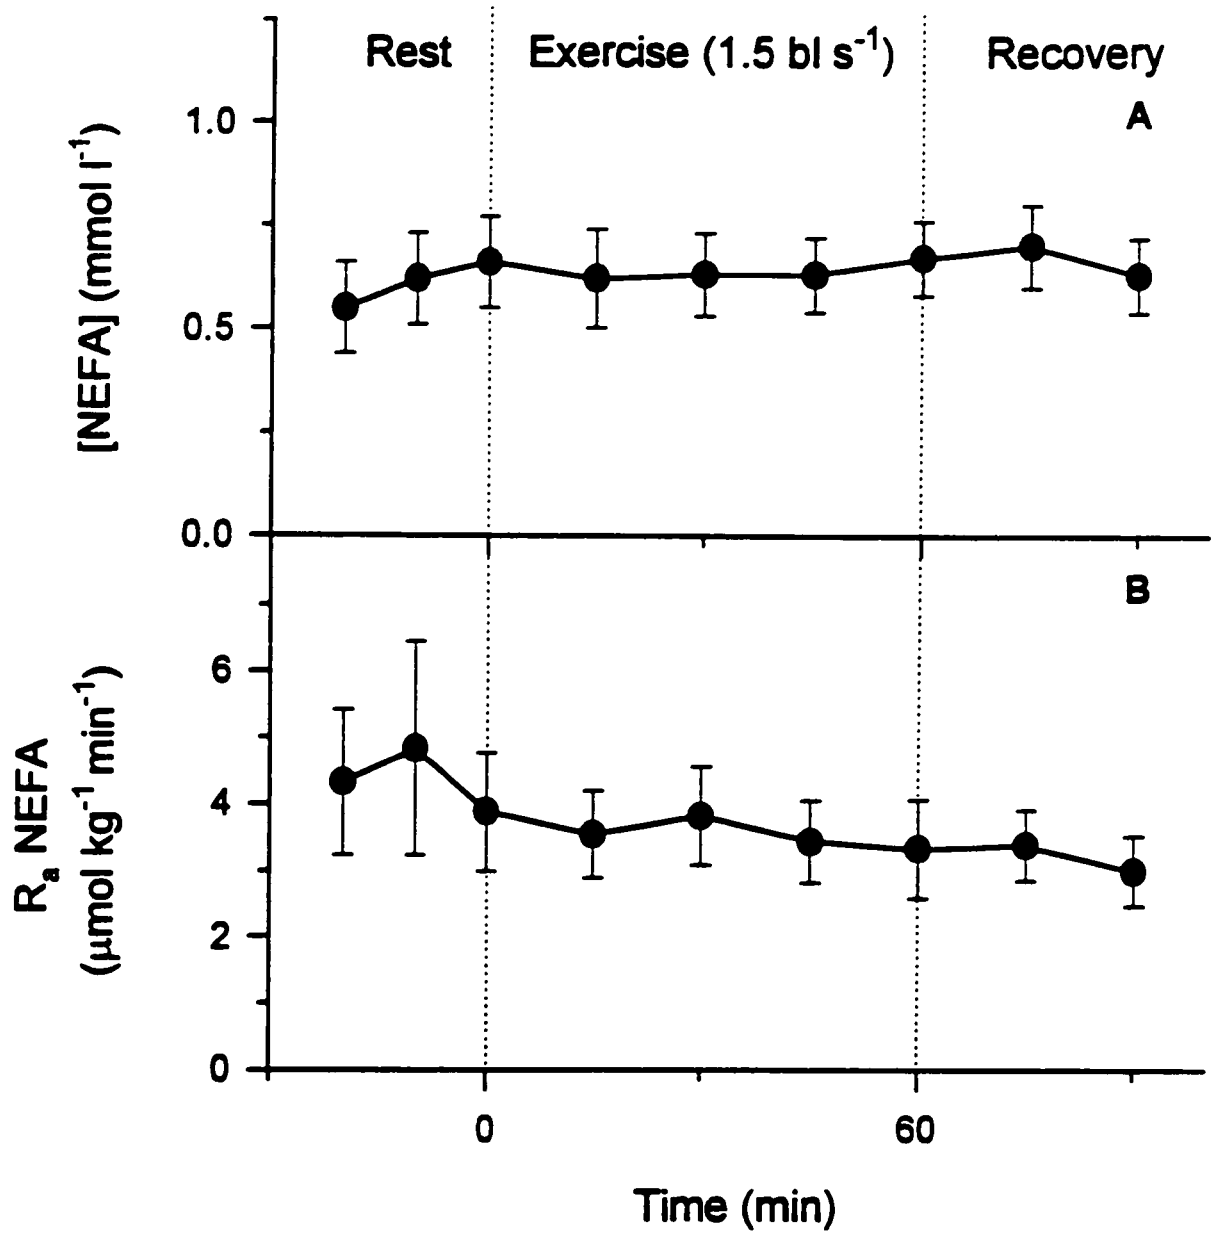 Rest Exercise (1.5 bl s⁻¹) Recovery
A
1.0
0.5
0.0
[NEFA] (mmol l⁻¹)
B
6
4
2
0
Rₐ NEFA
(μmol kg⁻¹ min⁻¹)
0 60
Time (min)